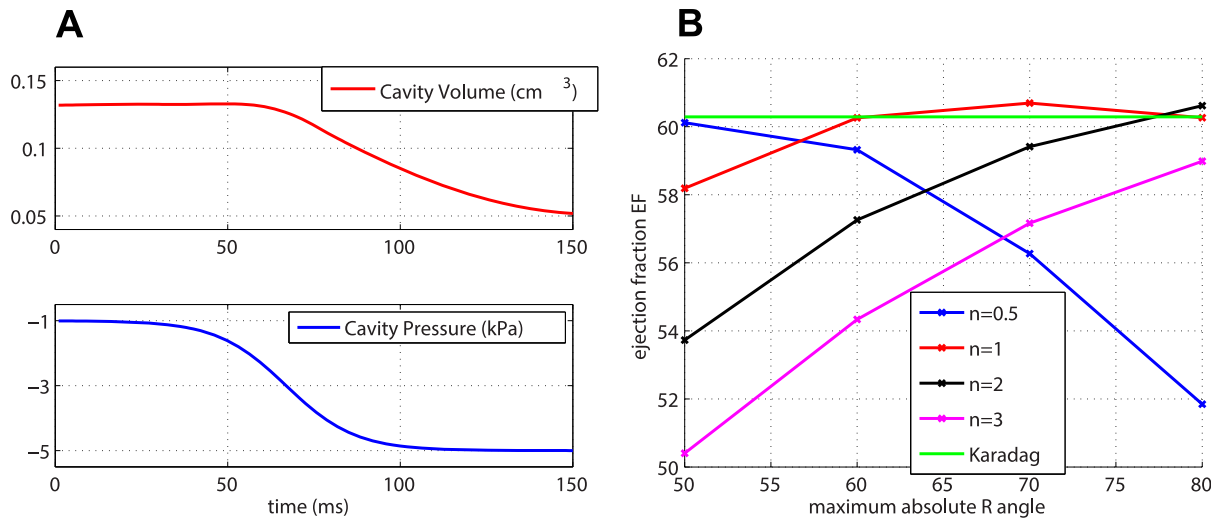 A
0.15
0.1
0.05
Cavity Volume (cm 3)
0 50 100 150
−1
−3
−5
Cavity Pressure (kPa)
0 50 100 150
time (ms)
B
62
60
58
56
54
52
50
ejection fraction EF
n=0.5
n=1
n=2
n=3
Karadag
50 55 60 65 70 75 80
maximum absolute R angle